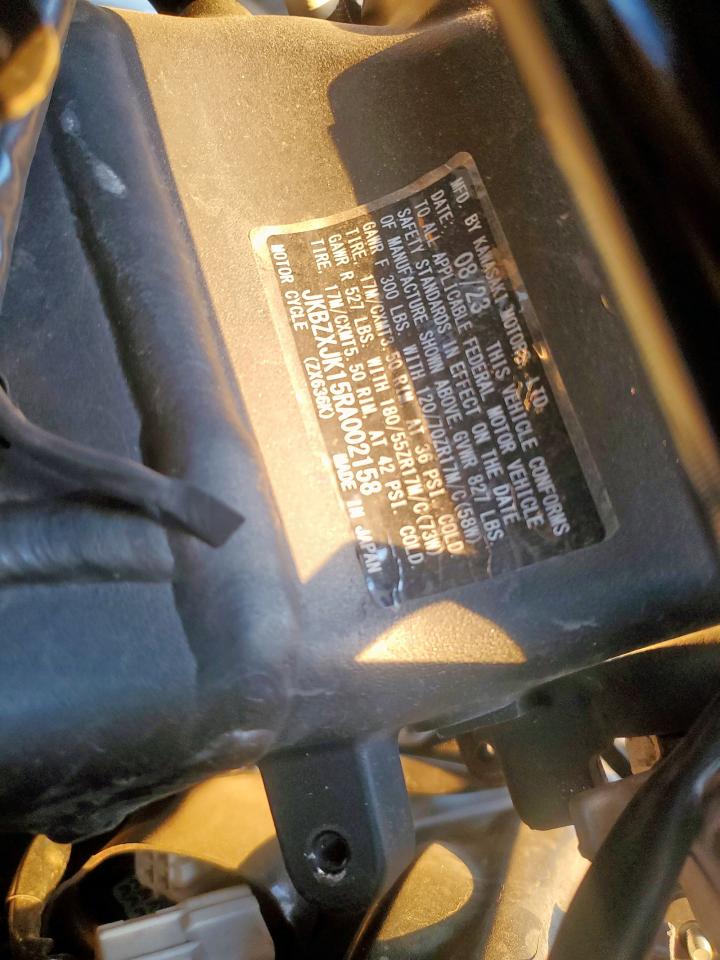 MFD. BY KAWASAKI MOTORS, LTD.
DATE: 08/23 THIS VEHICLE CONFORMS
TO ALL APPLICABLE FEDERAL MOTOR VEHICLE
SAFETY STANDARDS IN EFFECT ON THE DATE
OF MANUFACTURE SHOWN ABOVE. GVWR 827 LBS.
GAWR F 300 LBS. WITH 120/70ZR17M/C(58W)
TIRE, 17M/CXMT3.50 RIM, AT 36 PSI. COLD
GAWR R 527 LBS. WITH 180/55ZR17M/C(73W)
TIRE, 17M/CXMT5.50 RIM, AT 42 PSI. COLD.
JKBZXJK15RA002158
MOTOR CYCLE (ZX636K) MADE IN JAPAN